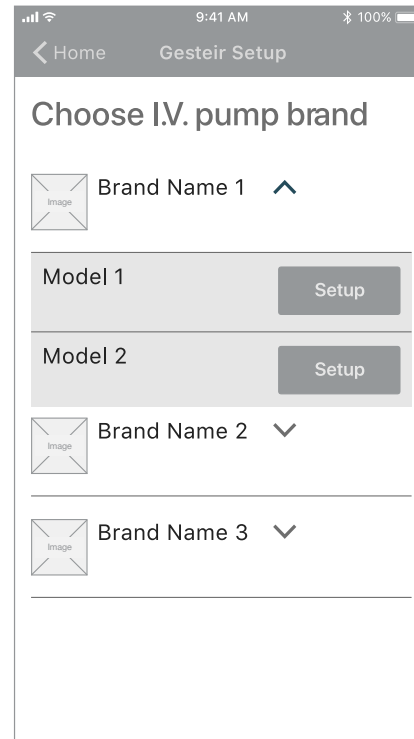 9:41 AM
100%
Home
Gesteir Setup
Choose I.V. pump brand
Image
Brand Name 1
Model 1
Setup
Model 2
Setup
Image
Brand Name 2
Image
Brand Name 3